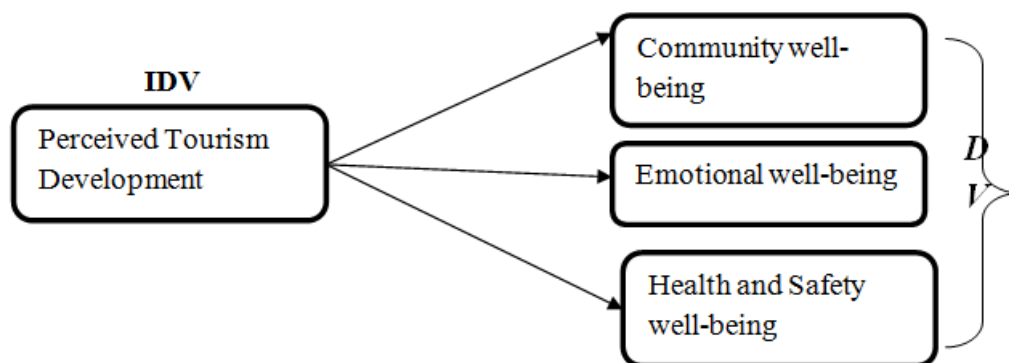 IDV
Perceived Tourism
Development
Community well-
being
Emotional well-being
Health and Safety
well-being
D
V